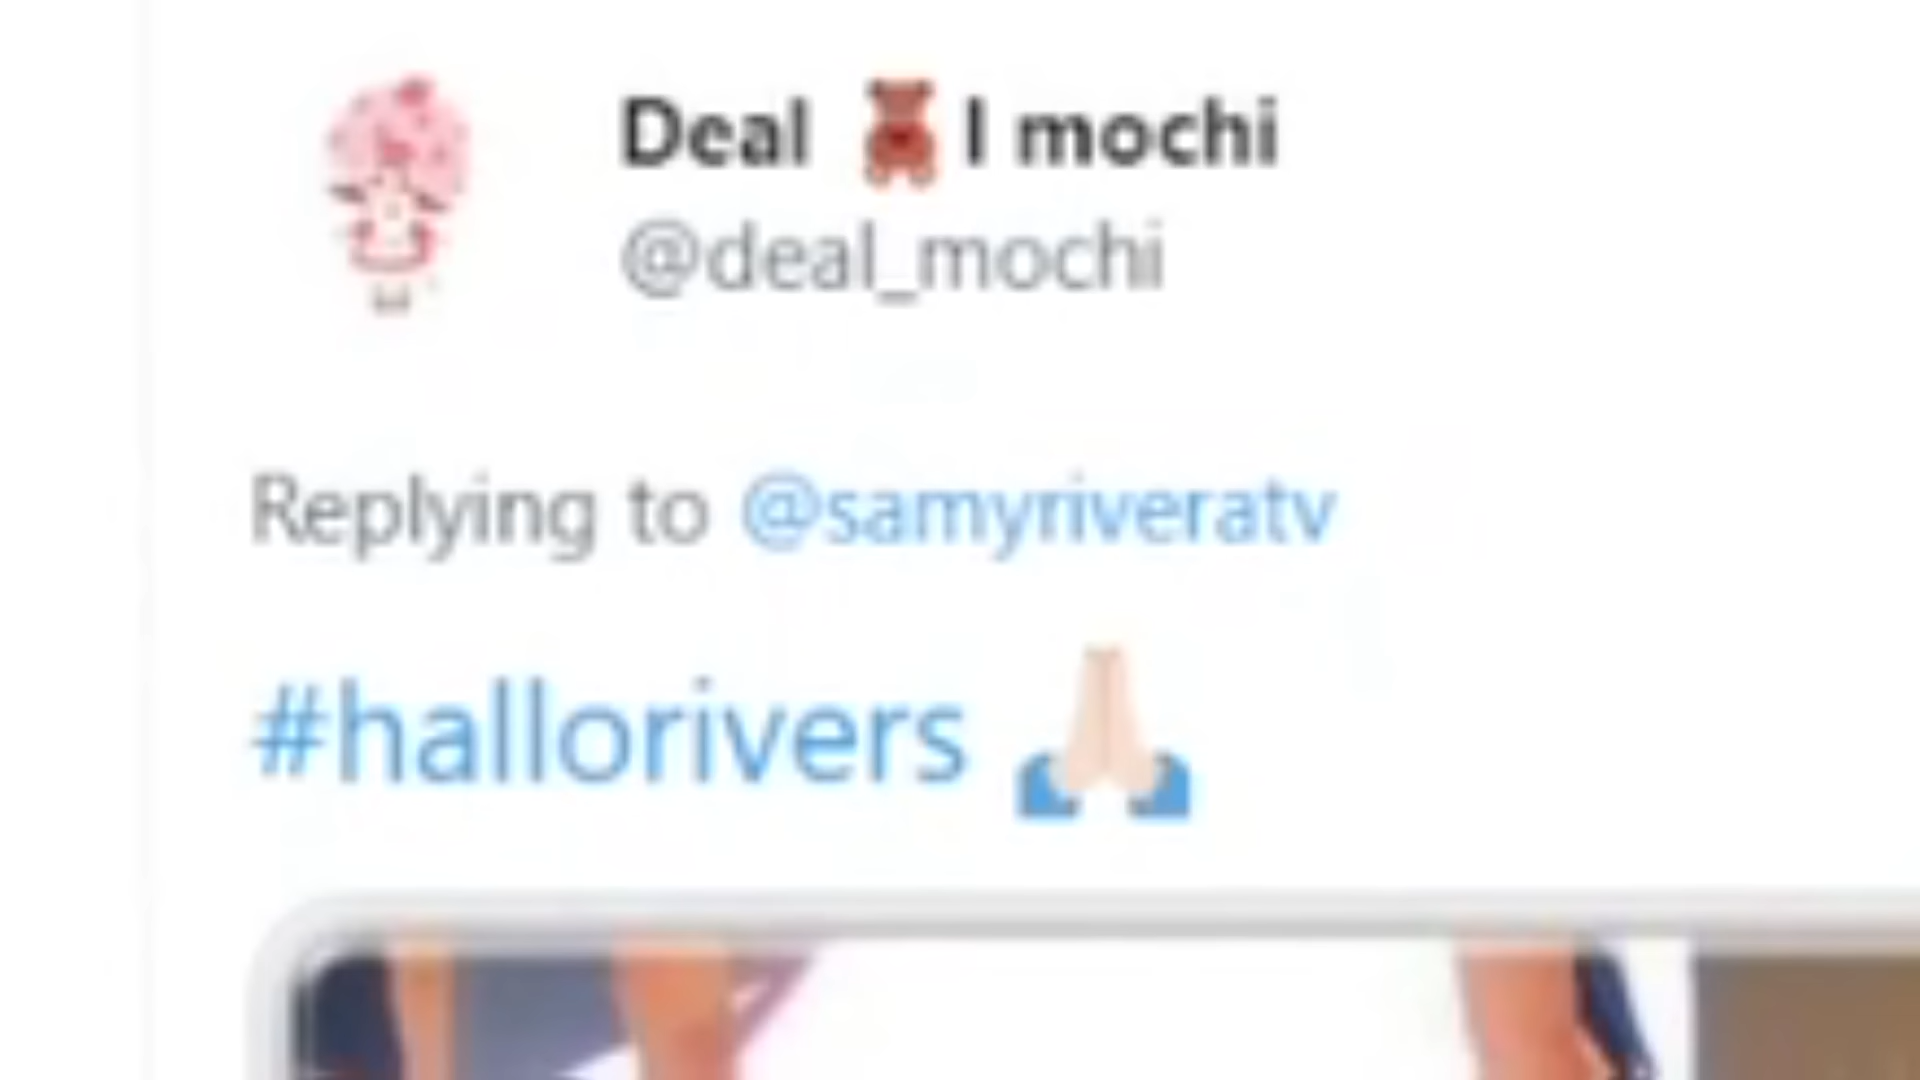 Deal 🧸 I mochi
@deal_mochi
Replying to @samyriveratv
#hallorivers 🙏🏻